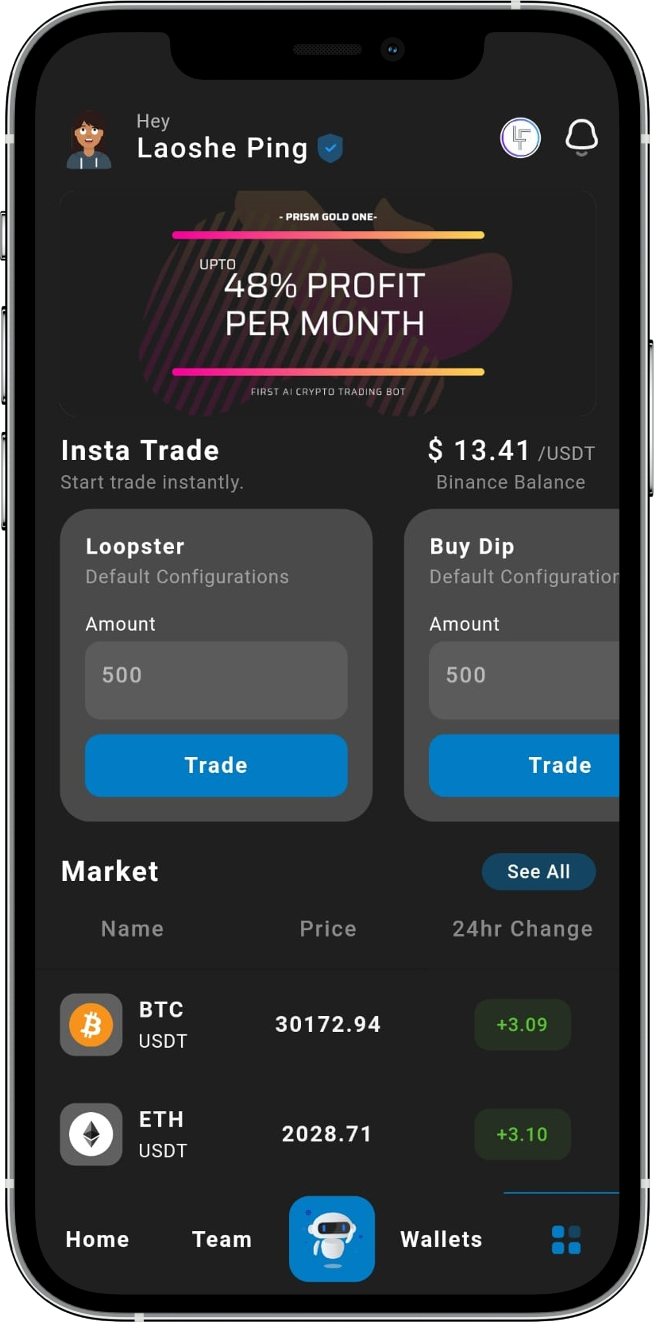 Hey
Laoshe Ping
- PRISM GOLD ONE-
UPTO
48% PROFIT
PER MONTH
FIRST AI CRYPTO TRADING BOT
Insta Trade
$ 13.41 /USDT
Start trade instantly.
Binance Balance
Loopster
Default Configurations
Amount
500
Trade
Buy Dip
Default Configuration
Amount
500
Trade
Market
See All
Name Price 24hr Change
BTC
USDT
30172.94
+3.09
ETH
USDT
2028.71
+3.10
Home Team Wallets